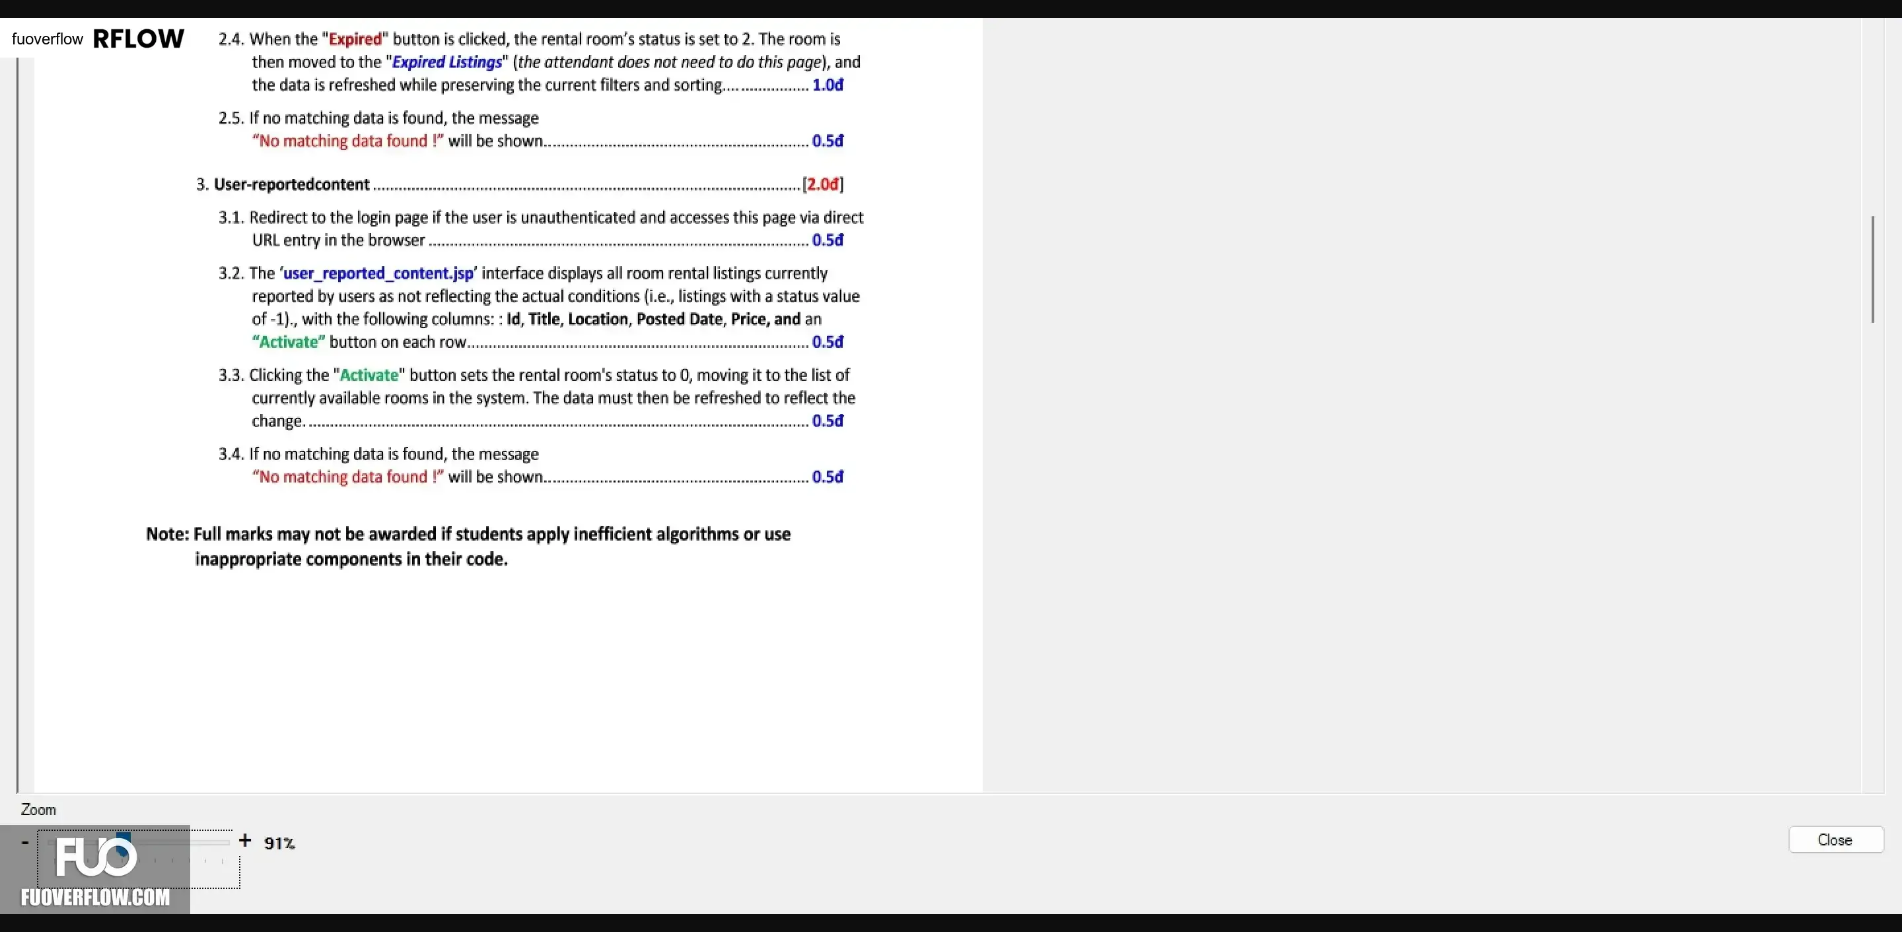 fuoverflow RFLOW
2.4. When the "Expired" button is clicked, the rental room's status is set to 2. The room is
then moved to the "Expired Listings" (the attendant does not need to do this page), and
the data is refreshed while preserving the current filters and sorting.................... 1.0đ
2.5. If no matching data is found, the message
“No matching data found !” will be shown.................................................................. 0.5đ
3. User-reportedcontent .........................................................................................................[2.0đ]
3.1. Redirect to the login page if the user is unauthenticated and accesses this page via direct
URL entry in the browser .............................................................................................. 0.5đ
3.2. The ‘user_reported_content.jsp’ interface displays all room rental listings currently
reported by users as not reflecting the actual conditions (i.e., listings with a status value
of -1)., with the following columns: : Id, Title, Location, Posted Date, Price, and an
“Activate” button on each row..................................................................................... 0.5đ
3.3. Clicking the "Activate" button sets the rental room's status to 0, moving it to the list of
currently available rooms in the system. The data must then be refreshed to reflect the
change. ............................................................................................................................ 0.5đ
3.4. If no matching data is found, the message
“No matching data found !” will be shown.................................................................. 0.5đ
Note: Full marks may not be awarded if students apply inefficient algorithms or use
inappropriate components in their code.
Zoom
- + 91%
Close
FUO
FUOVERFLOW.COM